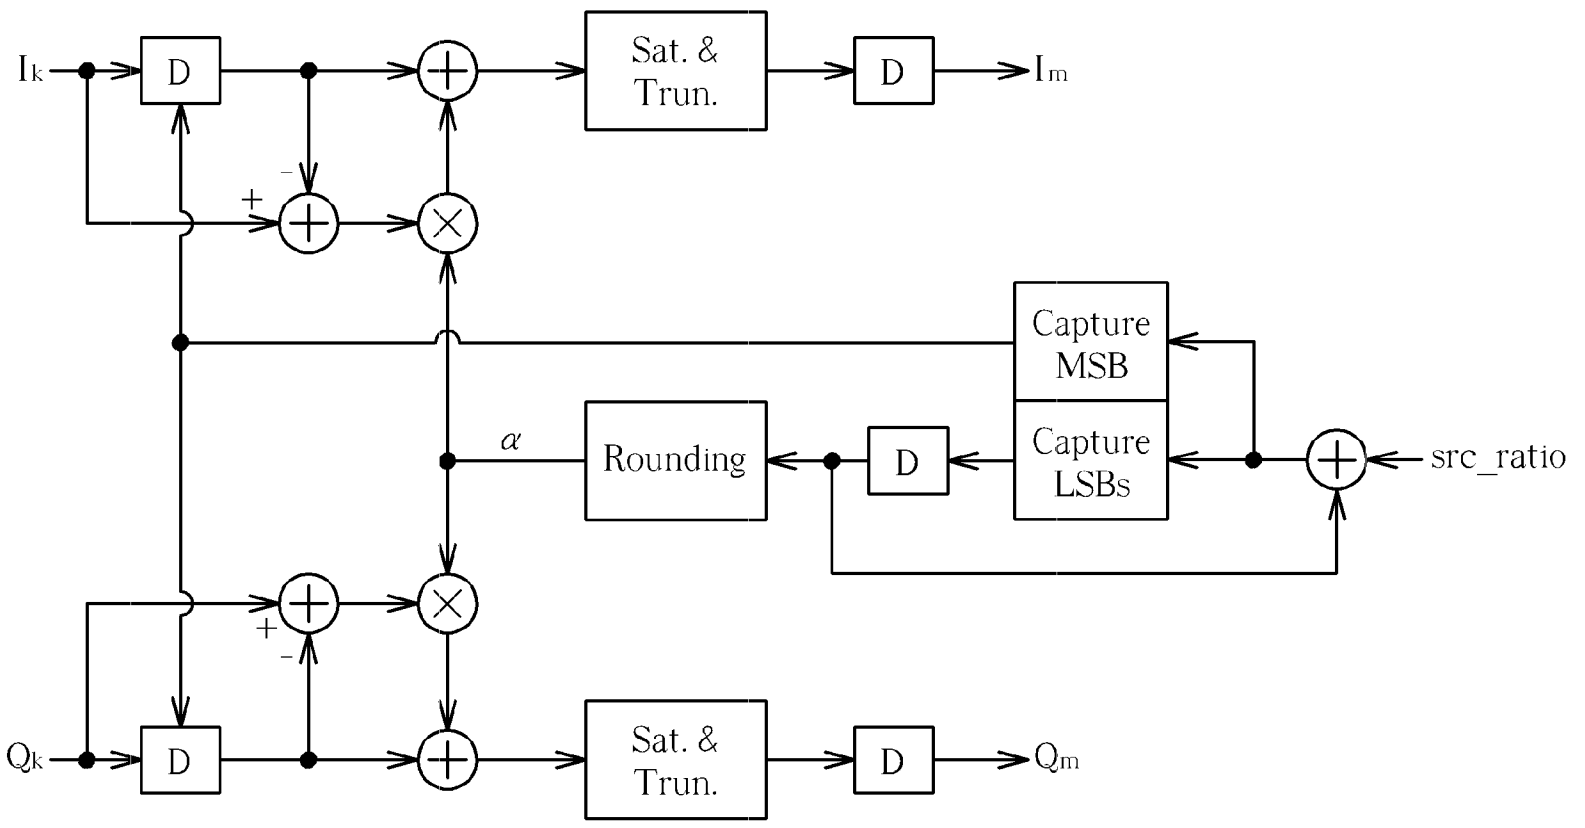 Ik
D
Sat. &
Trun.
D
Im
-
+
Capture
MSB
α
Rounding
D
Capture
LSBs
src_ratio
+
-
Qk
D
Sat. &
Trun.
D
Qm